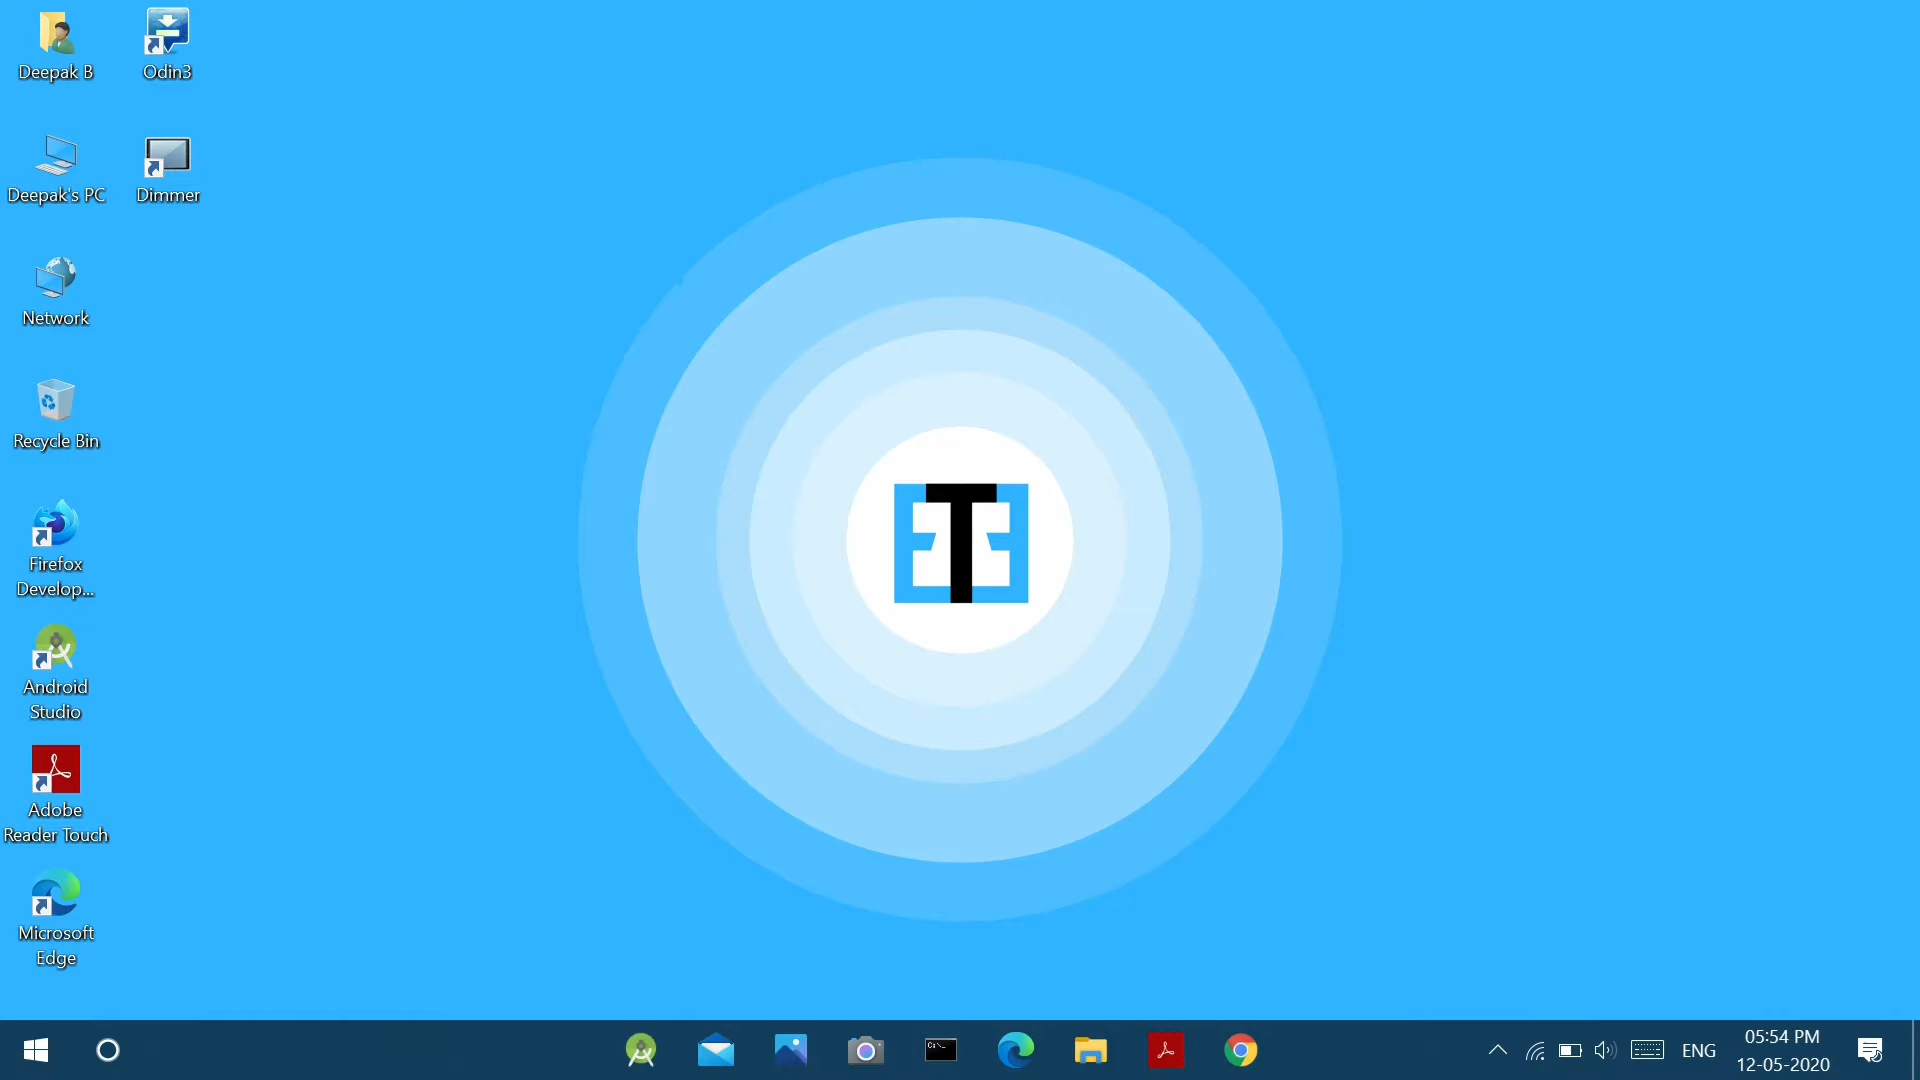 Deepak B
Odin3
Deepak's PC
Dimmer
Network
Recycle Bin
Firefox
Develop...
Android
Studio
Adobe
Reader Touch
Microsoft
Edge
T
C:\_
ENG
05:54 PM
12-05-2020